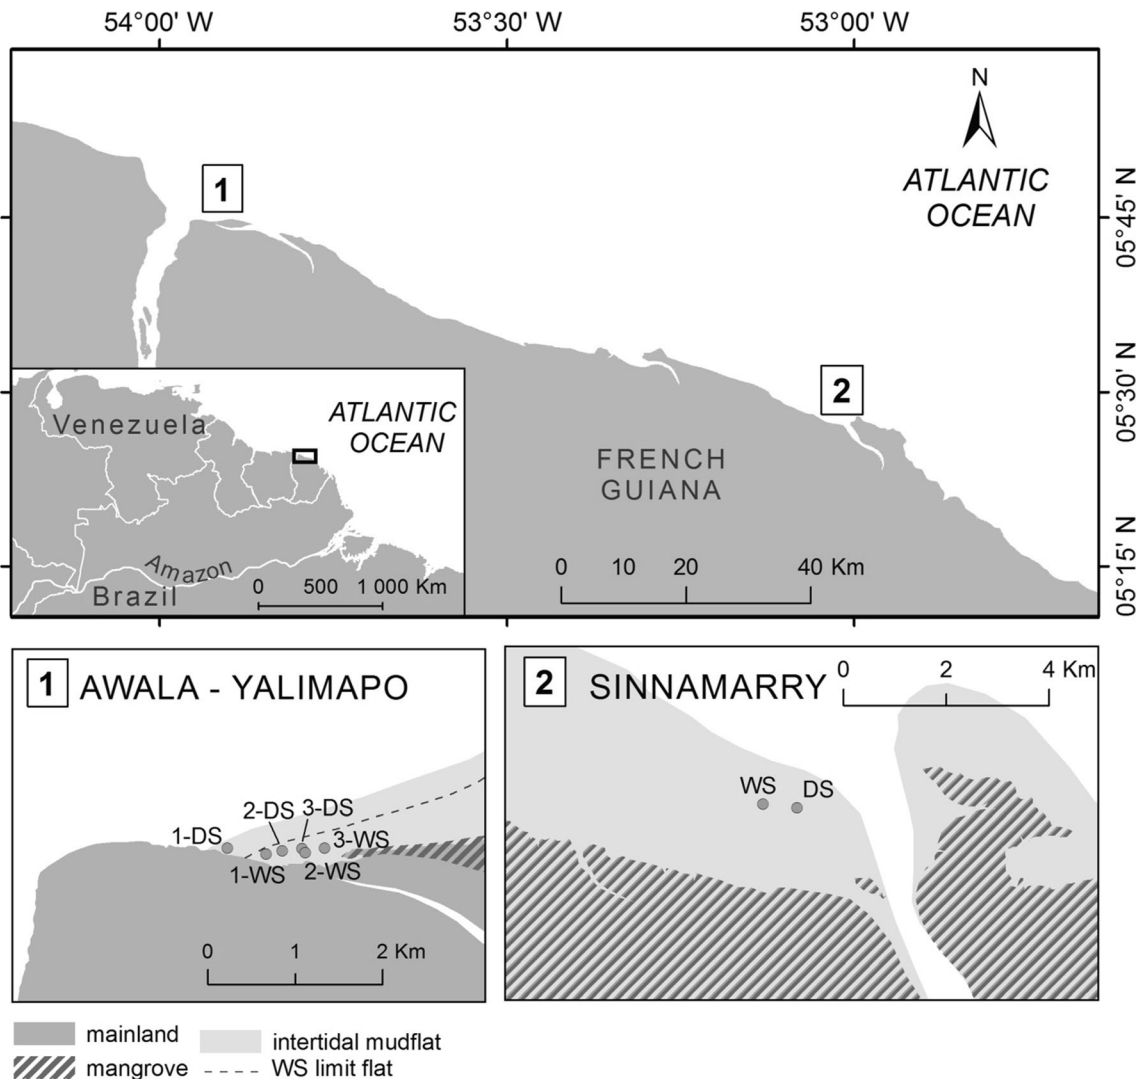 54°00' W 53°30' W 53°00' W
N
ATLANTIC
OCEAN
05°45' N
05°30' N
05°15' N
1
2
FRENCH
GUIANA
0 10 20 40 Km
Venezuela
ATLANTIC
OCEAN
Amazon
Brazil
0 500 1 000 Km
1 AWALA - YALIMAPO
1-DS 2-DS 3-DS 3-WS
1-WS 2-WS
0 1 2 Km
2 SINNAMARRY
0 2 4 Km
WS DS
mainland
intertidal mudflat
mangrove
WS limit flat